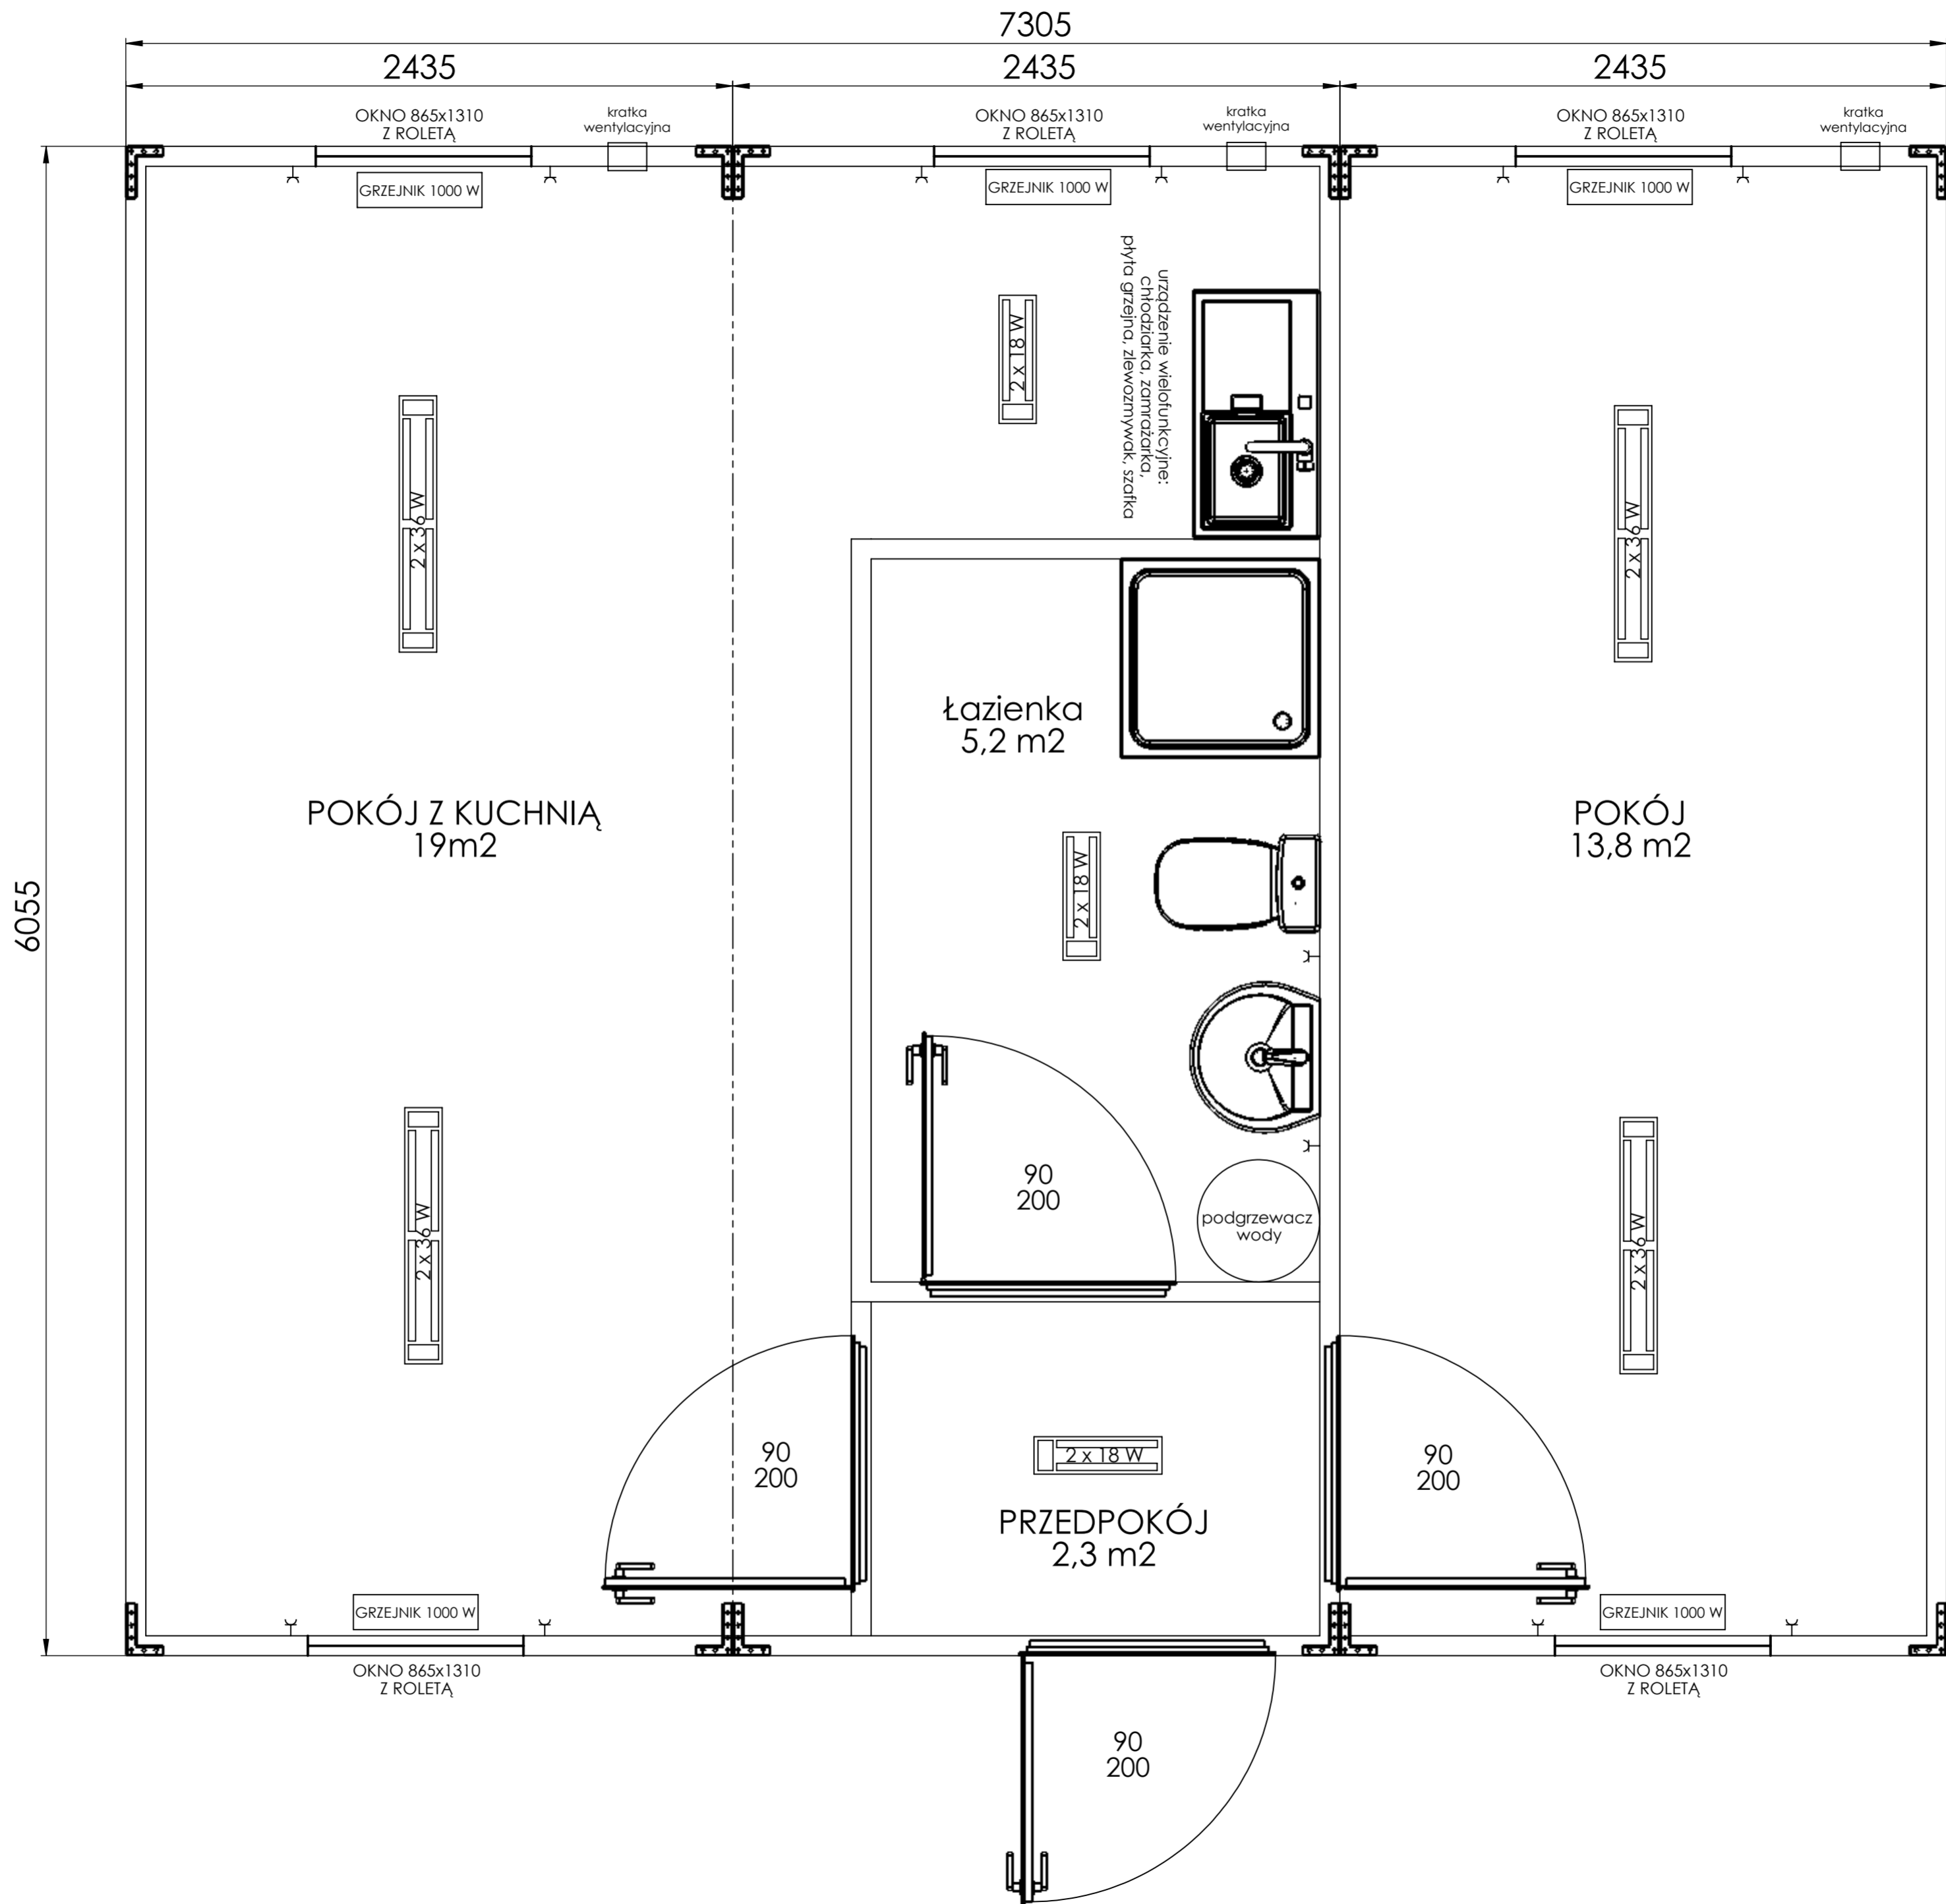 7305
2435
2435
2435
OKNO 865x1310
Z ROLETĄ
kratka
wentylacyjna
OKNO 865x1310
Z ROLETĄ
kratka
wentylacyjna
OKNO 865x1310
Z ROLETĄ
kratka
wentylacyjna
GRZEJNIK 1000 W
GRZEJNIK 1000 W
GRZEJNIK 1000 W
urządzenie wielofunkcyjne:
chłodziarka, zamrażarka,
płyta grzejna, zlewozmywak, szafka
2 x 18 W
2 x 36 W
2 x 36 W
Łazienka
5,2 m2
POKÓJ Z KUCHNIĄ
19m2
POKÓJ
13,8 m2
2 x 18 W
6055
90
200
podgrzewacz
wody
2 x 36 W
2 x 36 W
90
200
2 x 18 W
90
200
PRZEDPOKÓJ
2,3 m2
GRZEJNIK 1000 W
GRZEJNIK 1000 W
OKNO 865x1310
Z ROLETĄ
OKNO 865x1310
Z ROLETĄ
90
200